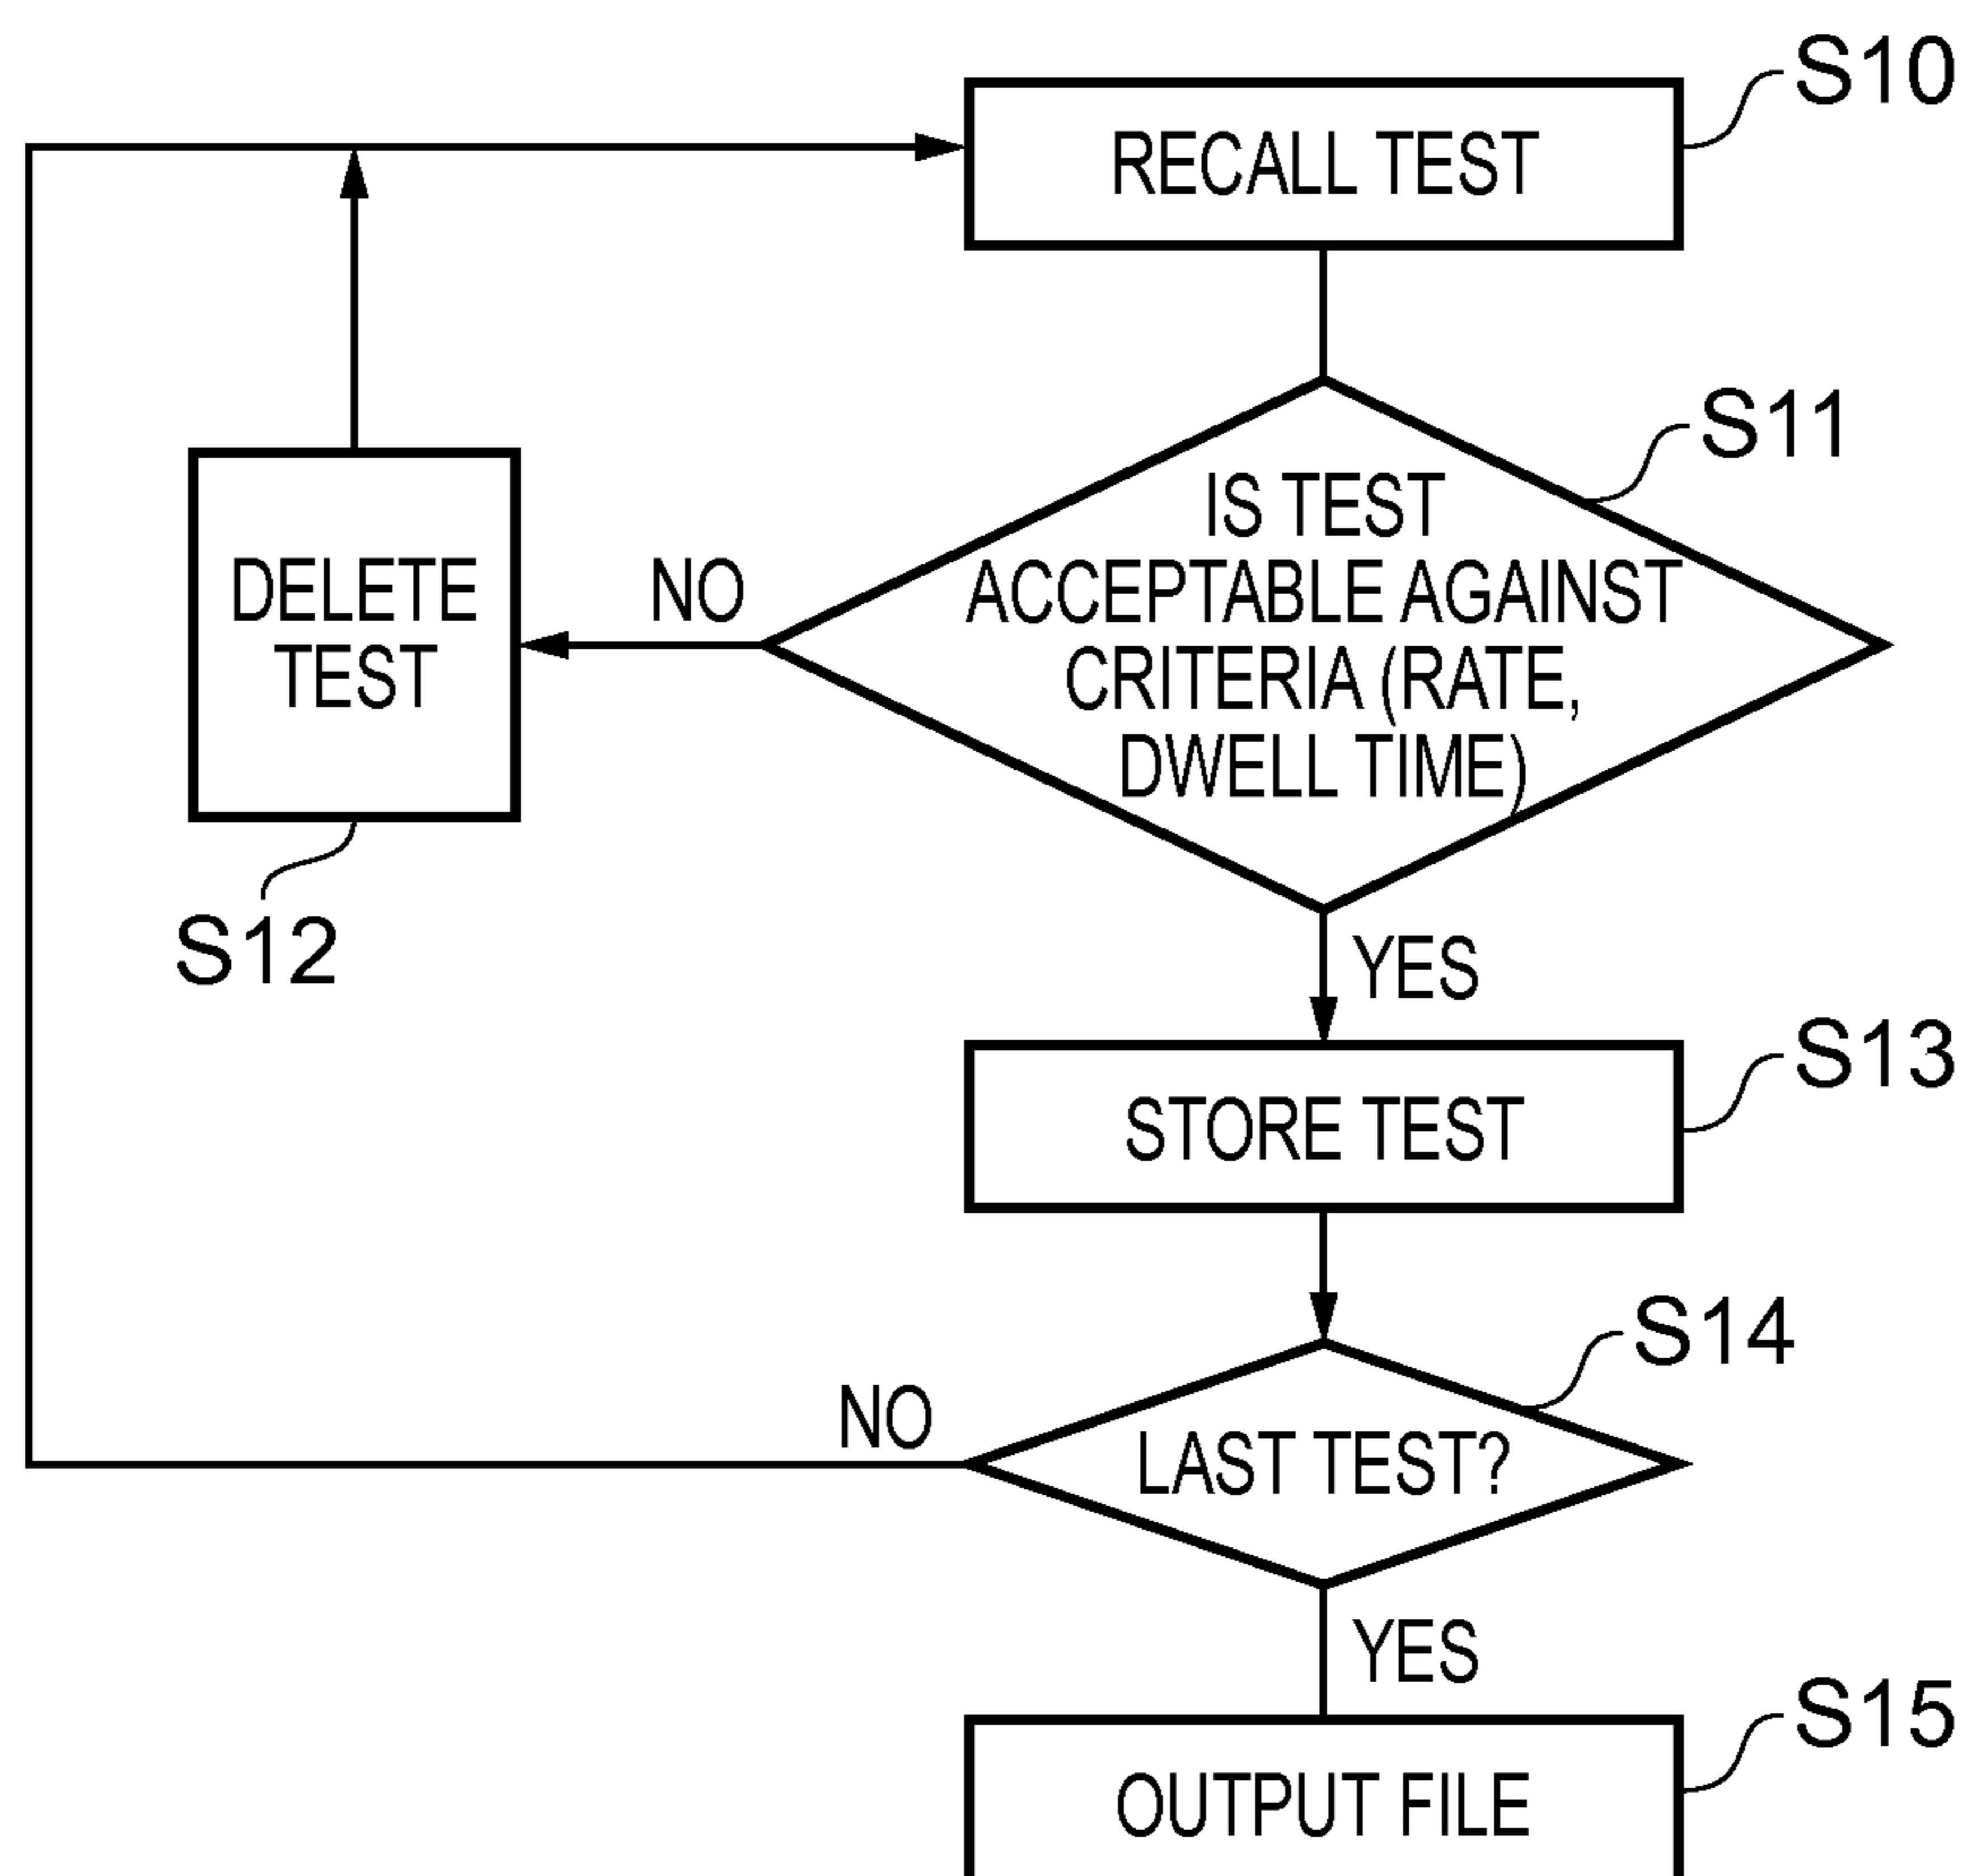 S10
RECALL TEST
S11
IS TEST
ACCEPTABLE AGAINST
CRITERIA (RATE,
DWELL TIME)
NO
DELETE
TEST
S12
YES
S13
STORE TEST
S14
NO
LAST TEST?
YES
S15
OUTPUT FILE